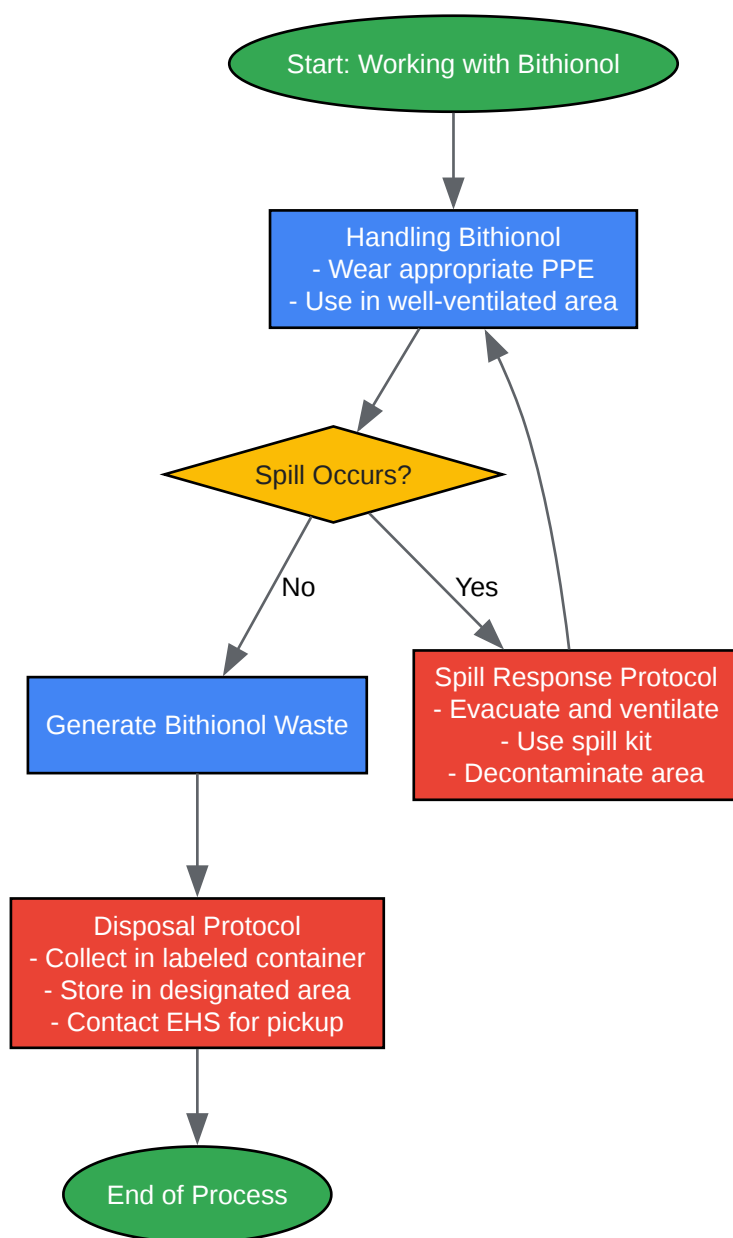 Start: Working with Bithionol
Handling Bithionol
- Wear appropriate PPE
- Use in well-ventilated area
Spill Occurs?
No
Yes
Generate Bithionol Waste
Spill Response Protocol
- Evacuate and ventilate
- Use spill kit
- Decontaminate area
Disposal Protocol
- Collect in labeled container
- Store in designated area
- Contact EHS for pickup
End of Process